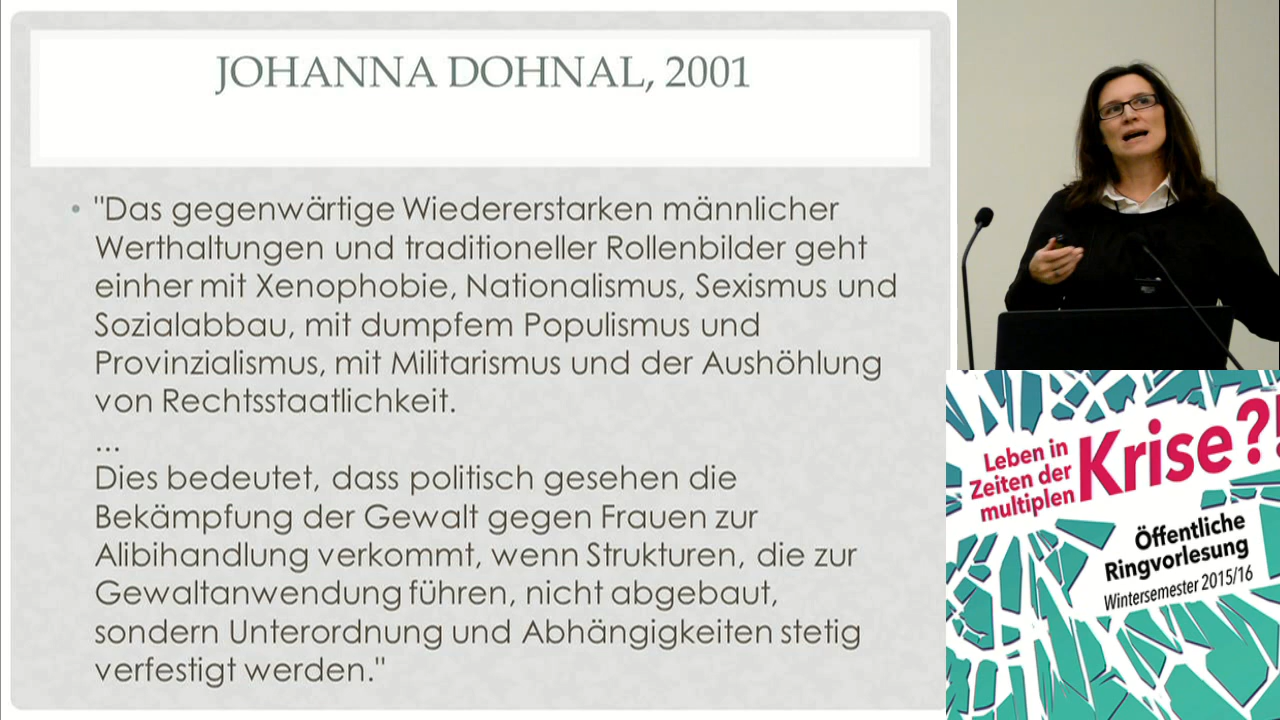 JOHANNA DOHNAL, 2001
• "Das gegenwärtige Wiedererstarken männlicher
Werthaltungen und traditioneller Rollenbilder geht
einher mit Xenophobie, Nationalismus, Sexismus und
Sozialabbau, mit dumpfem Populismus und
Provinzialismus, mit Militarismus und der Aushöhlung
von Rechtsstaatlichkeit.
...
Dies bedeutet, dass politisch gesehen die
Bekämpfung der Gewalt gegen Frauen zur
Alibihandlung verkommt, wenn Strukturen, die zur
Gewaltanwendung führen, nicht abgebaut,
sondern Unterordnung und Abhängigkeiten stetig
verfestigt werden."
Leben in
Zeiten der
multiplen
Krise?!
Öffentliche
Ringvorlesung
Wintersemester 2015/16